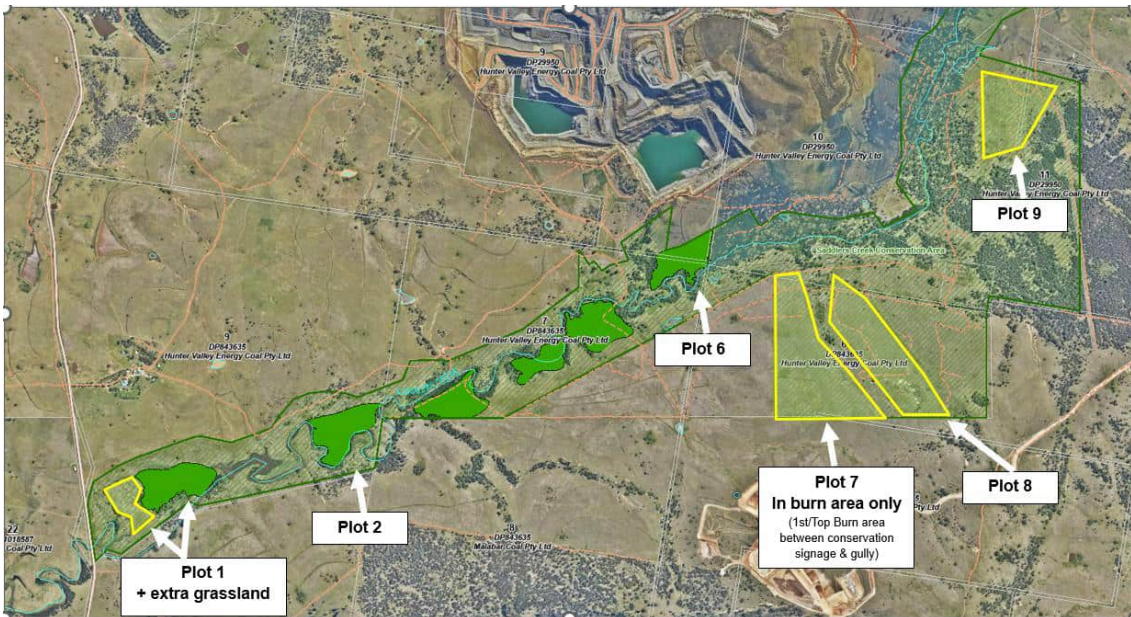 9
DP29950
Hunter Valley Energy Coal Pty Ltd
10
DP29950
Hunter Valley Energy Coal Pty Ltd
11
DP29950
Hunter Valley Energy Coal Pty Ltd
Plot 9
Saddlers Creek Conservation Area
7
DP843635
Hunter Valley Energy Coal Pty Ltd
9
DP843635
Hunter Valley Energy Coal Pty Ltd
Plot 6
6
DP843635
Hunter Valley Energy Coal Pty Ltd
Plot 7
In burn area only
(1st/Top Burn area
between conservation
signage & gully)
Plot 8
Plot 2
22
1018587
Coal Pty Ltd
8
DP843635
Malabar Coal Pty Ltd
Plot 1
+ extra grassland